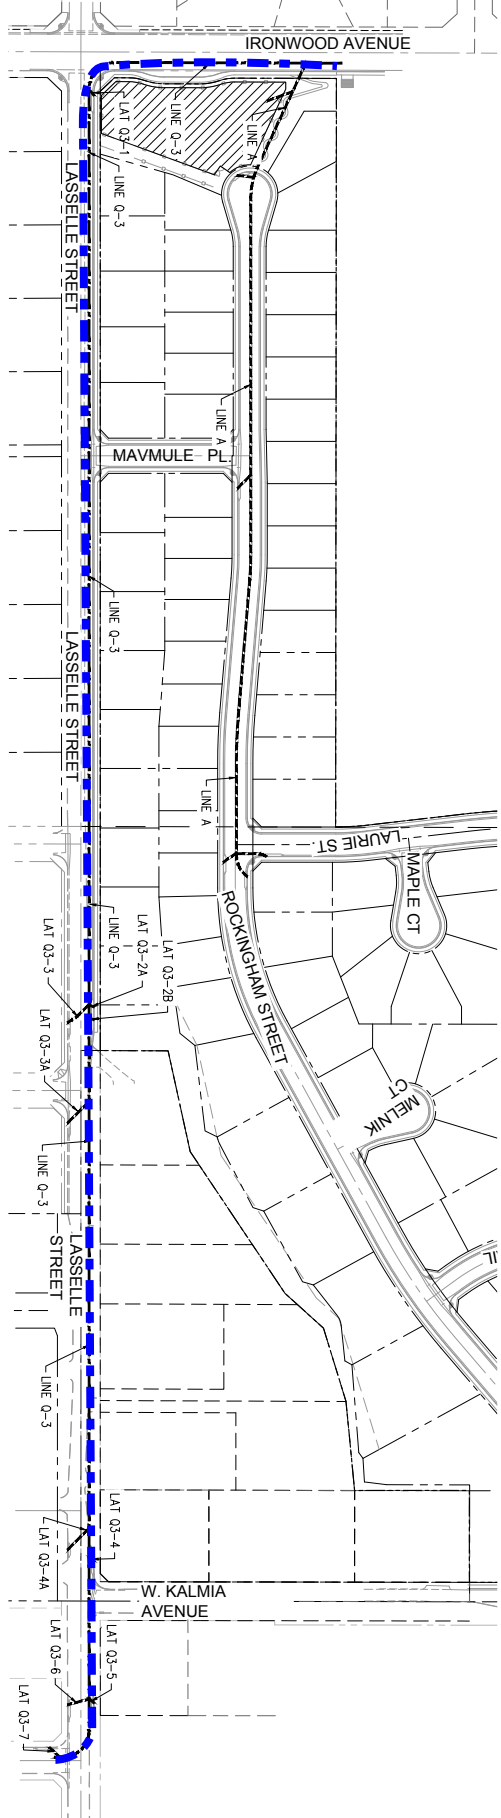 IRONWOOD AVENUE
LAT Q3-1
LINE Q-3
LINE A
LINE Q-3
LASSELLE STREET
LINE A
MAVMULE PL.
LINE Q-3
LASSELLE STREET
LINE A
LAURIE ST.
MAPLE CT
ROCKINGHAM STREET
LINE Q-3
LAT Q3-2A
LAT Q3-2B
LAT Q3-3
LAT Q3-3A
MELNIK
CT
LINE Q-3
LASSELLE
STREET
IL
LINE Q-3
LAT Q3-4
LAT Q3-4A
W. KALMIA
AVENUE
LAT Q3-5
LAT Q3-6
LAT Q3-7